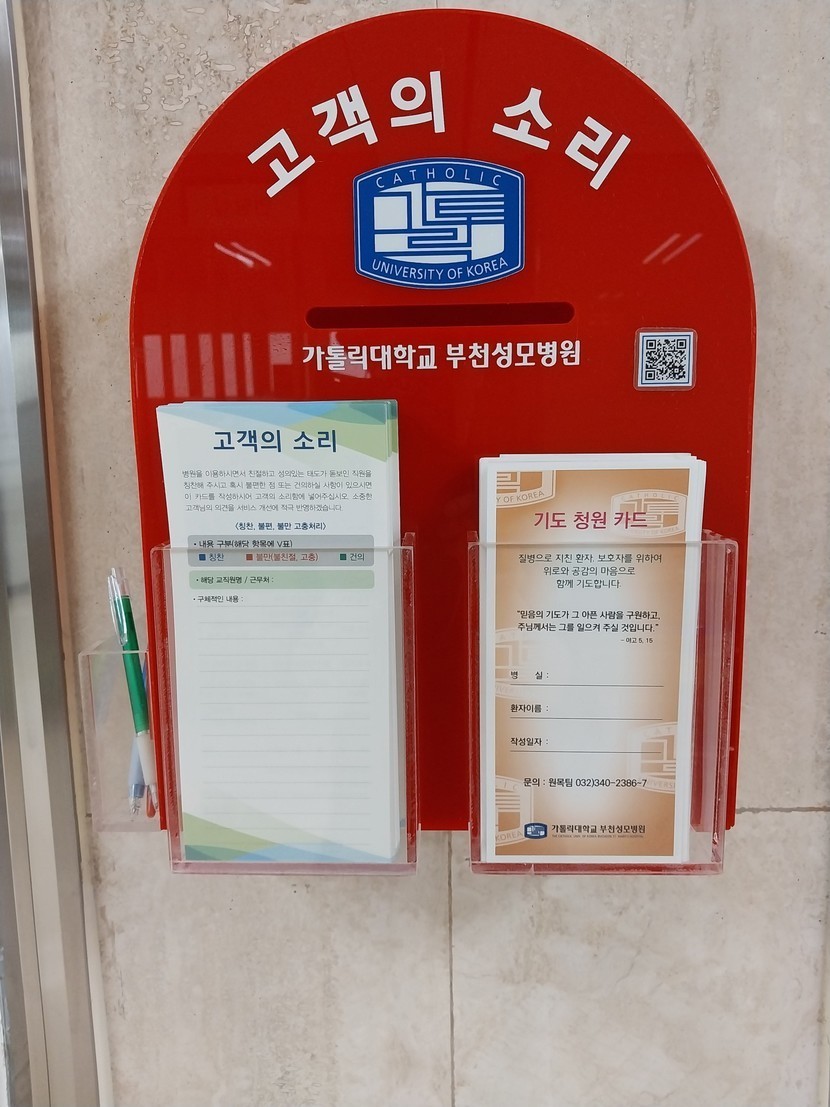 고객의 소리
CATHOLIC
가톨릭
UNIVERSITY OF KOREA
가톨릭대학교 부천성모병원
고객의 소리
병원을 이용하시면서 친절하고 성의있는 태도가 돋보인 직원을
칭찬해 주시고 혹시 불편한 점 또는 건의하실 사항이 있으시면
이 카드를 작성하시어 고객의 소리함에 넣어주십시오. 소중한
고객님의 의견을 서비스 개선에 적극 반영하겠습니다.
<칭찬, 불편, 불만 고충처리>
• 내용 구분(해당 항목에 V표)
■ 칭찬 ■ 불만(불친절, 고충) ■ 건의
• 해당 교직원명 / 근무처 :
• 구체적인 내용 :
OF KOREA
CATHOLIC
기도 청원 카드
질병으로 지친 환자, 보호자를 위하여
위로와 공감의 마음으로
함께 기도합니다.
"믿음의 기도가 그 아픈 사람을 구원하고,
주님께서는 그를 일으켜 주실 것입니다."
- 야고 5, 15
병 실 :
환자이름 :
작성일자 :
문의 : 원목팀 032)340-2386~7
가톨릭대학교 부천성모병원